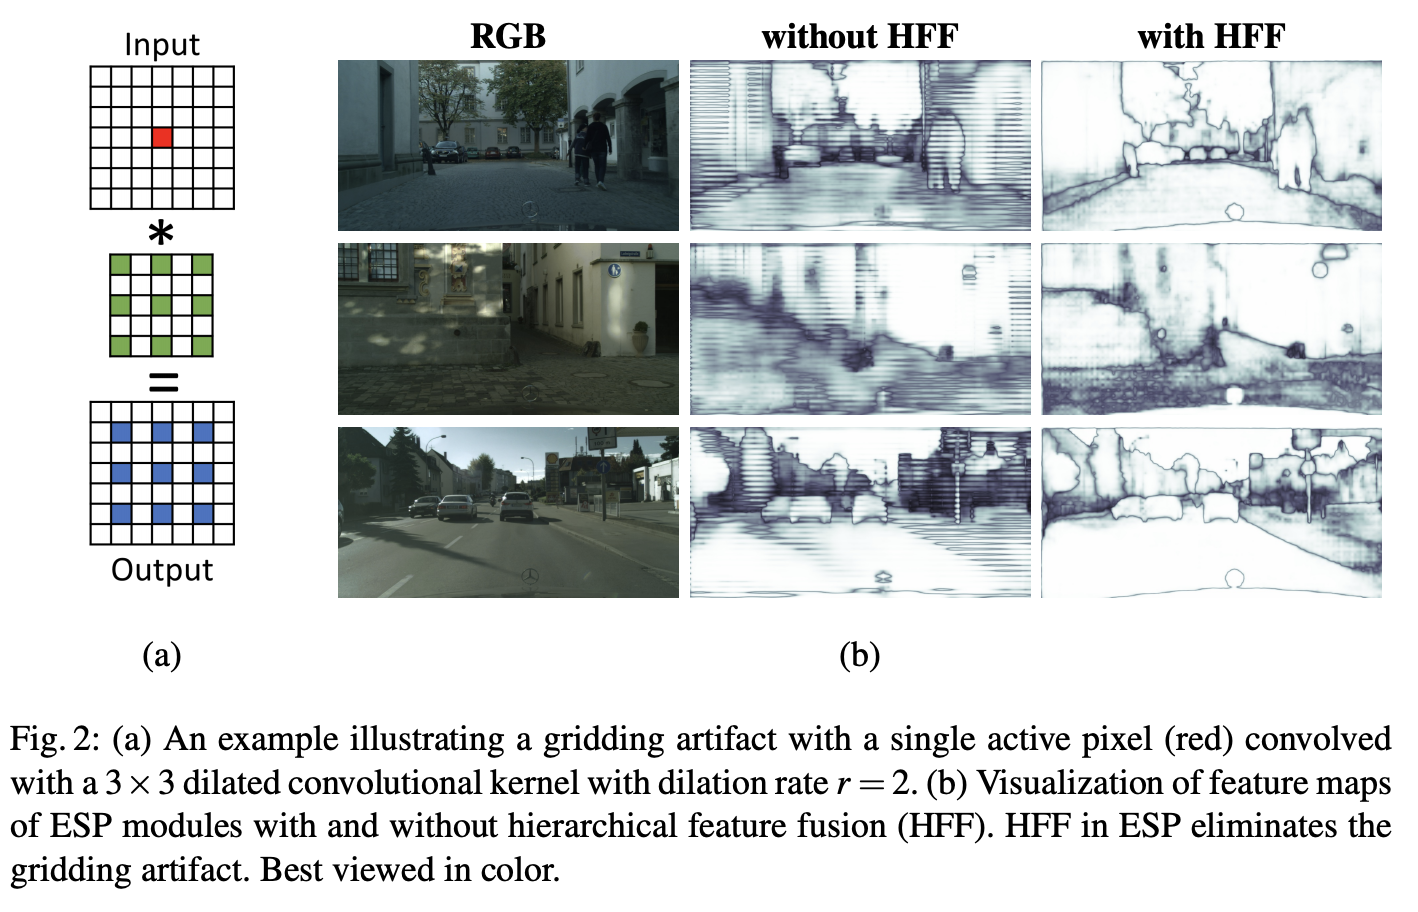 Input
*
=
Output
(a)
RGB
without HFF
with HFF
(b)
Fig. 2: (a) An example illustrating a gridding artifact with a single active pixel (red) convolved
with a 3 × 3 dilated convolutional kernel with dilation rate r = 2. (b) Visualization of feature maps
of ESP modules with and without hierarchical feature fusion (HFF). HFF in ESP eliminates the
gridding artifact. Best viewed in color.